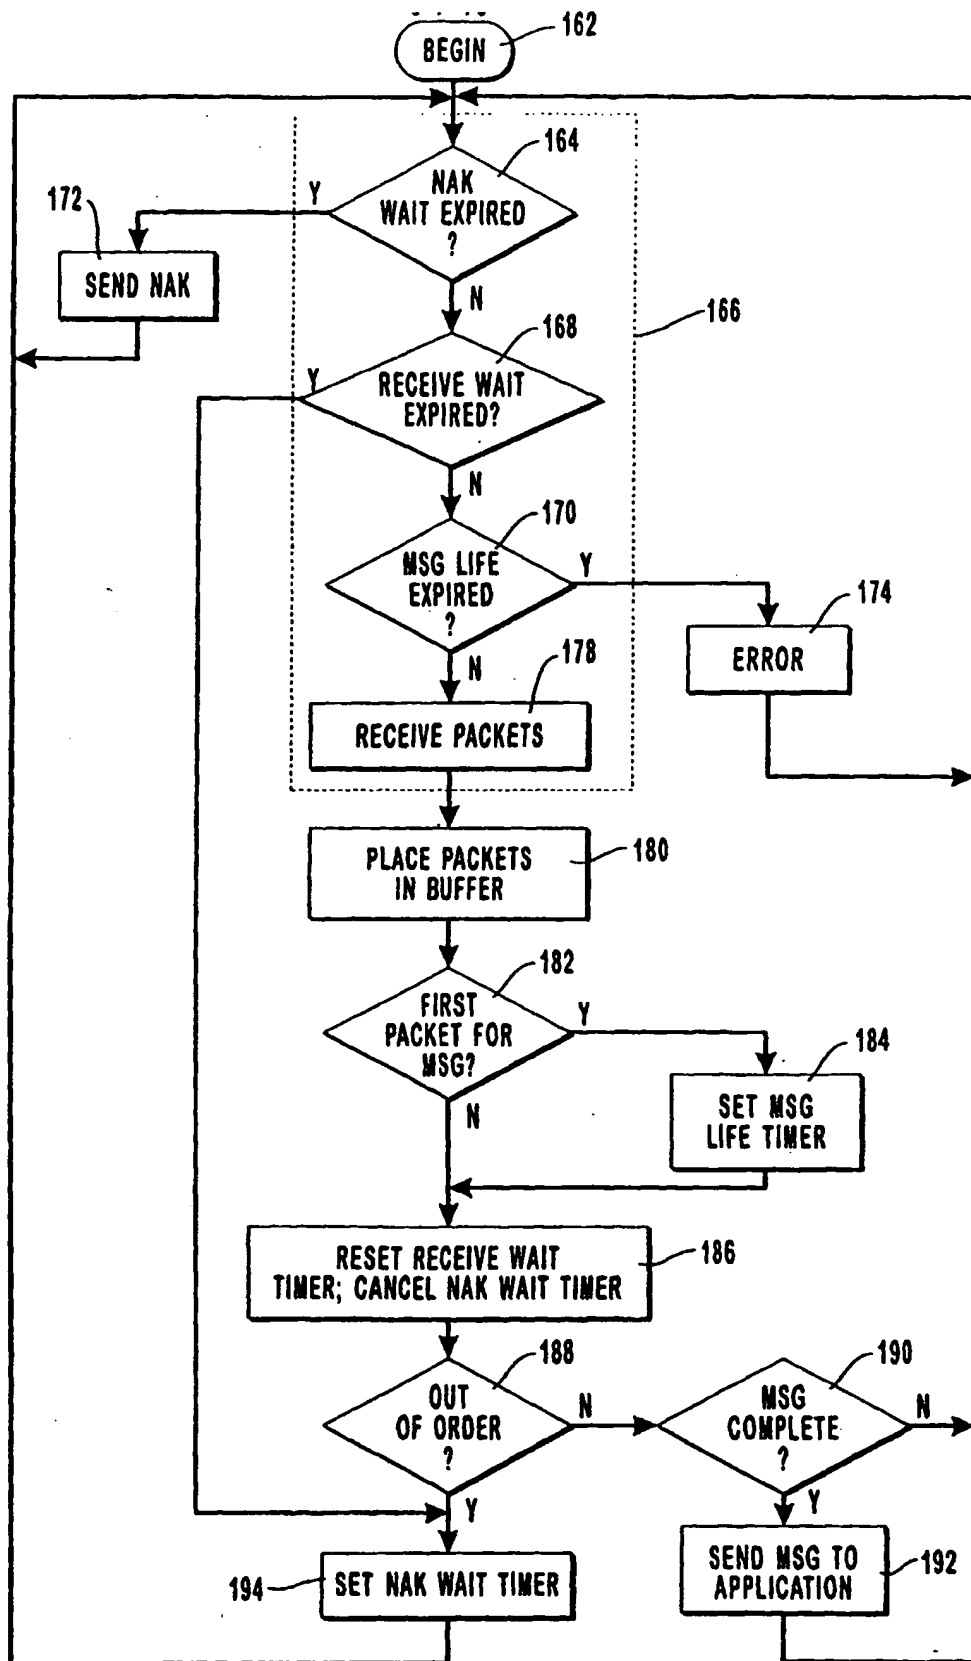 162
BEGIN
164
NAK
WAIT EXPIRED
?
Y
172
SEND NAK
N
166
168
RECEIVE WAIT
EXPIRED?
Y
N
170
MSG LIFE
EXPIRED
?
Y
174
ERROR
N
178
RECEIVE PACKETS
PLACE PACKETS
IN BUFFER
180
182
FIRST
PACKET FOR
MSG?
Y
184
SET MSG
LIFE TIMER
N
RESET RECEIVE WAIT
TIMER; CANCEL NAK WAIT TIMER
186
188
OUT
OF ORDER
?
N
190
MSG
COMPLETE
?
N
Y
Y
194
SET NAK WAIT TIMER
SEND MSG TO
APPLICATION
192